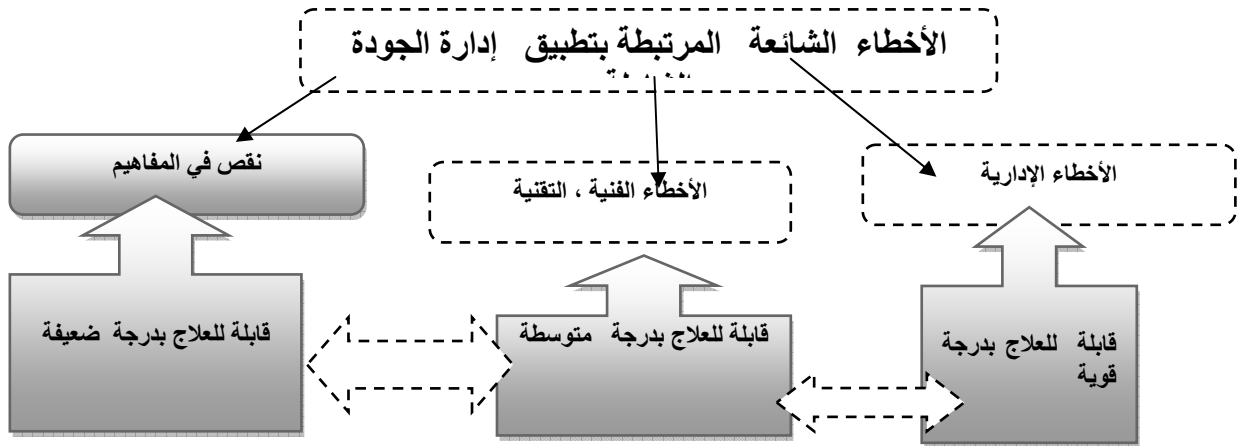 الأخطاء الشائعة المرتبطة بتطبيق إدارة الجودة
الأخطاء الإدارية
الأخطاء الفنية ، التقنية
نقص في المفاهيم
قابلة للعلاج بدرجة
قوية
قابلة للعلاج بدرجة متوسطة
قابلة للعلاج بدرجة ضعيفة